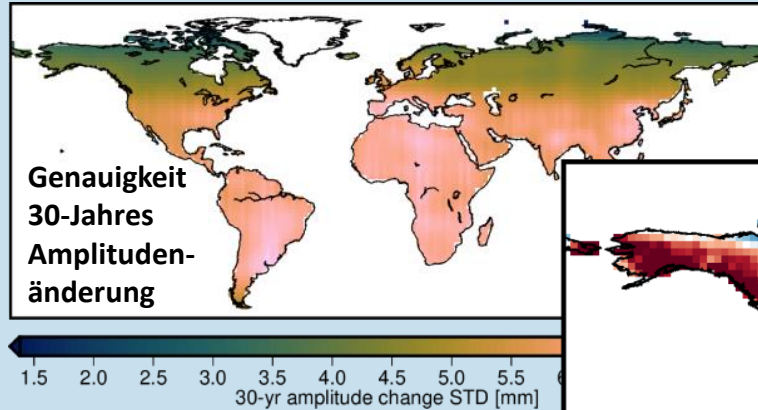 Genauigkeit
30-Jahres
Amplituden-
änderung
1.5 2.0 2.5 3.0 3.5 4.0 4.5 5.0 5.5
30-yr amplitude change STD [mm]